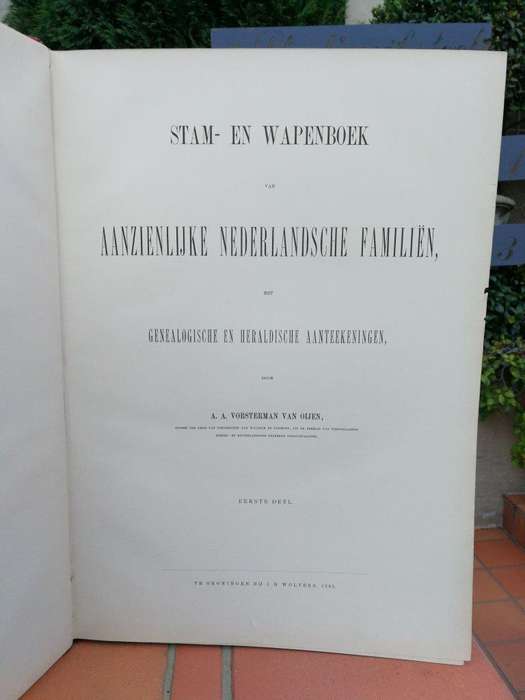 STAM- EN WAPENBOEK
VAN
AANZIENLIJKE NEDERLANDSCHE FAMILIËN,
MET
GENEALOGISCHE EN HERALDISCHE AANTEEKENINGEN,
DOOR
A. A. VORSTERMAN VAN OIJEN,
EERSTE DEEL.
TE GRONINGEN BIJ J. B. WOLTERS,